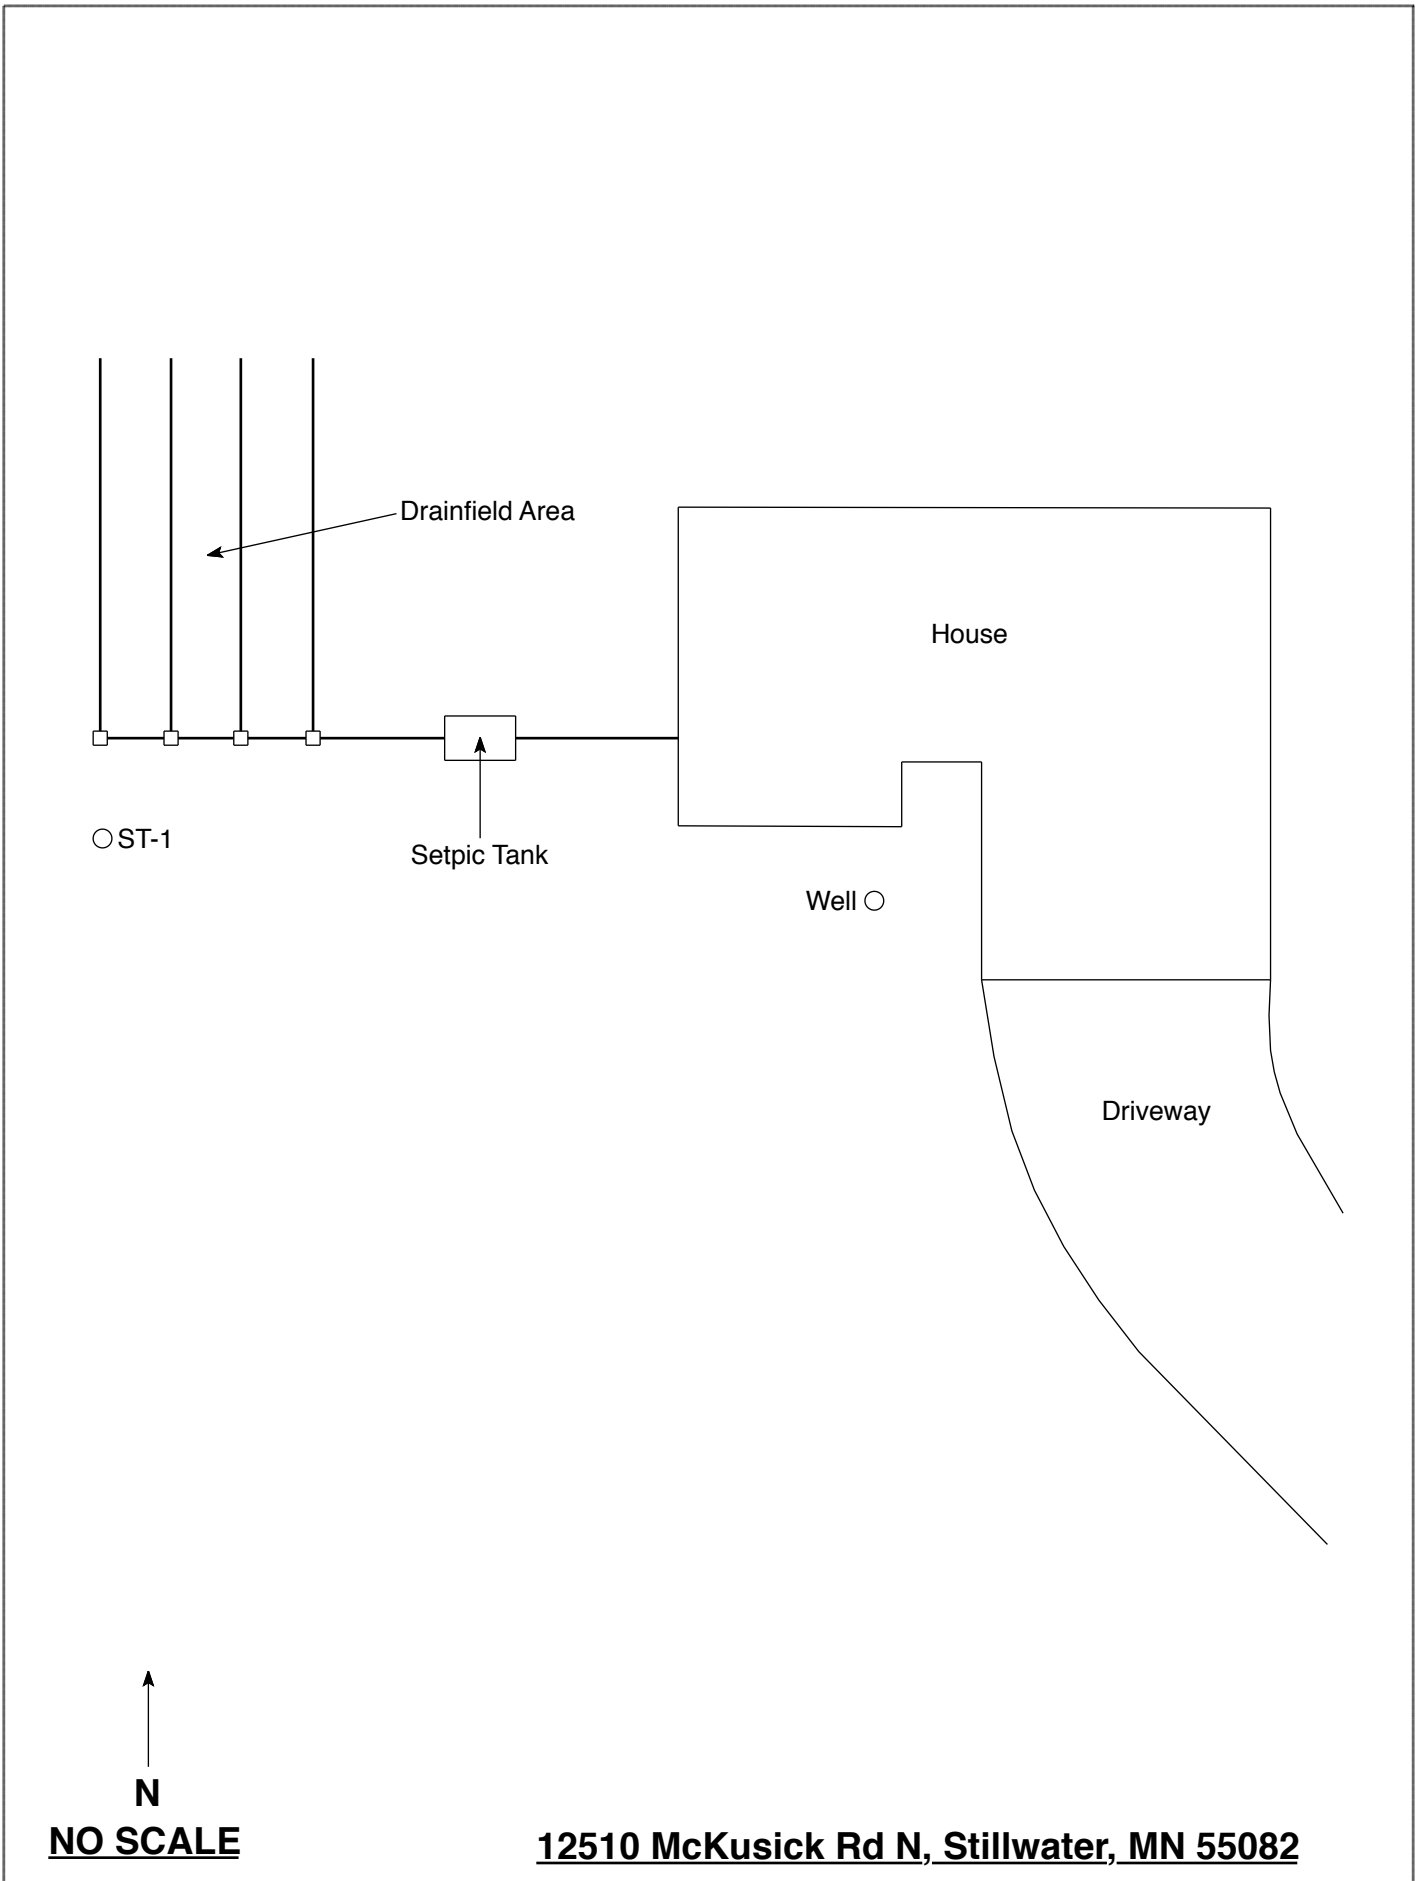 Drainfield Area
House
ST-1
Setpic Tank
Well
Driveway
N
NO SCALE
12510 McKusick Rd N, Stillwater, MN 55082